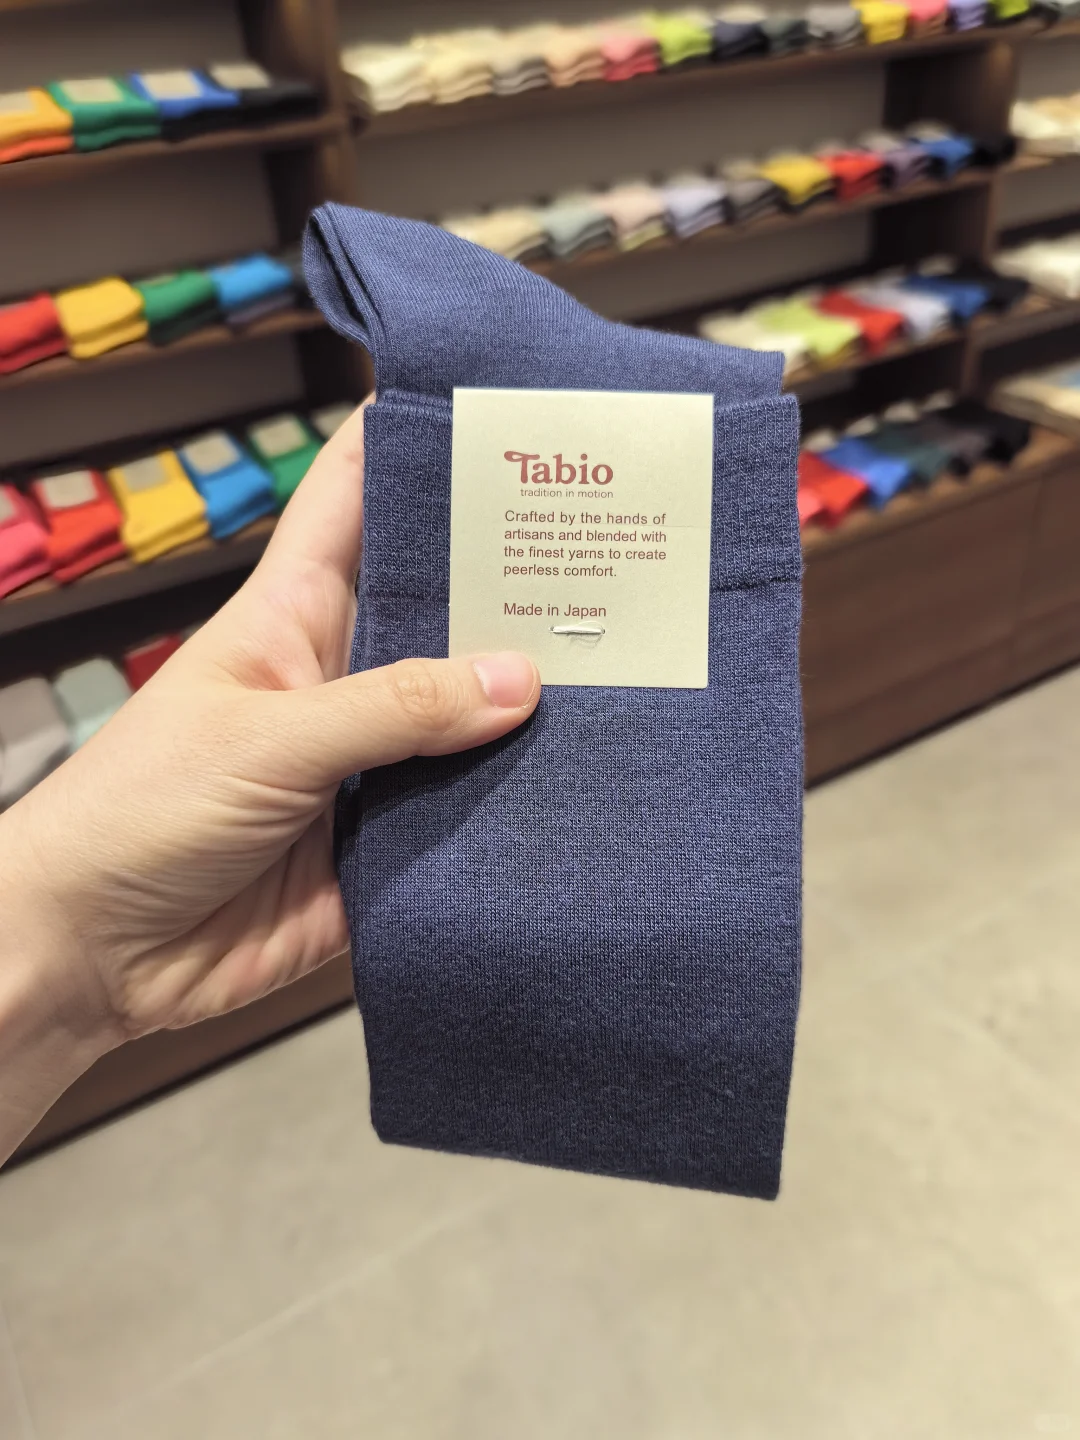 Tabio
tradition in motion
Crafted by the hands of
artisans and blended with
the finest yarns to create
peerless comfort.
Made in Japan